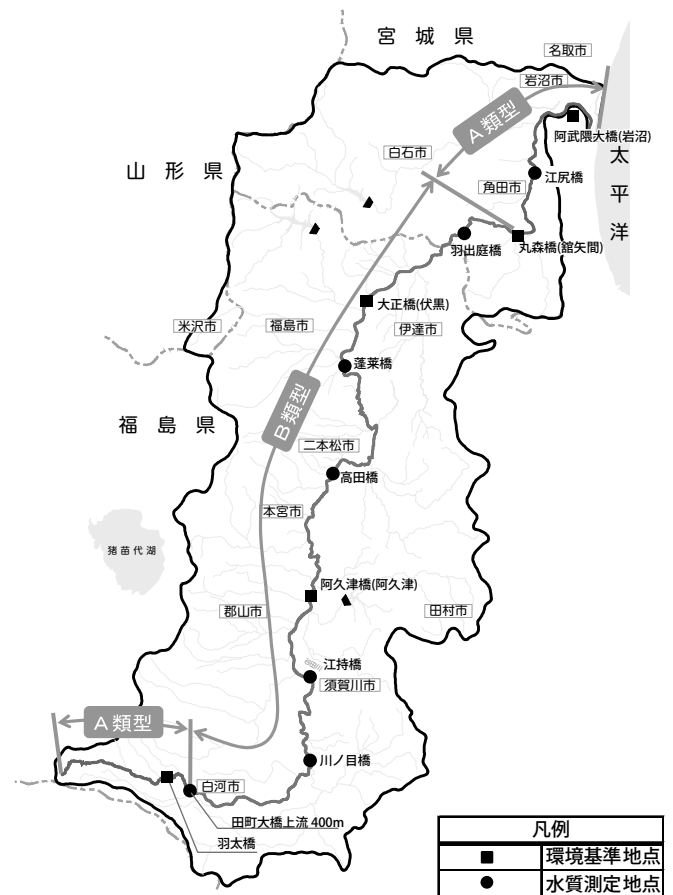 宮城県
名取市
岩沼市
A類型
阿武隈大橋(岩沼)
白石市
太平洋
山形県
江尻橋
角田市
羽出庭橋
丸森橋(舘矢間)
大正橋(伏黒)
米沢市
福島市
伊達市
蓬莱橋
B類型
福島県
二本松市
高田橋
本宮市
猪苗代湖
阿久津橋(阿久津)
郡山市
田村市
江持橋
須賀川市
A類型
川ノ目橋
白河市
田町大橋上流400m
羽太橋
凡例
■ 環境基準地点
● 水質測定地点